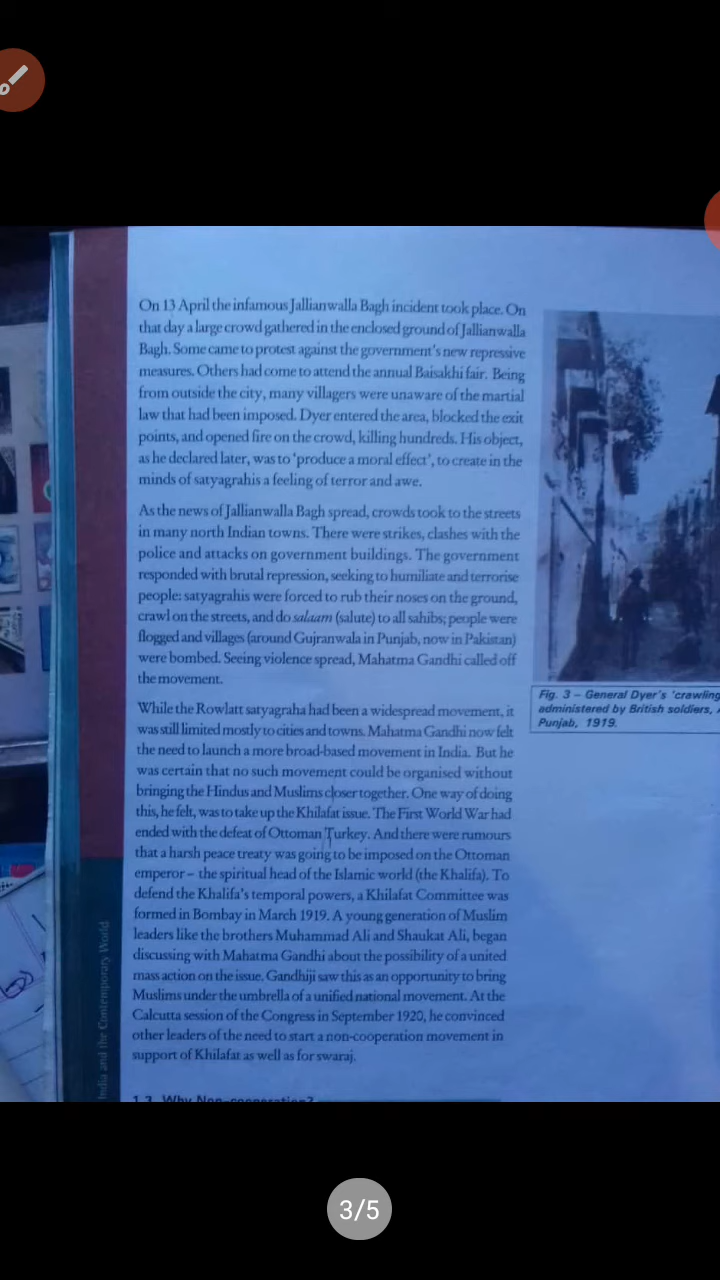 On 13 April the infamous Jallianwalla Bagh incident took place. On
that day a large crowd gathered in the enclosed ground of Jallianwalla
Bagh. Some came to protest against the government's new repressive
measures. Others had come to attend the annual Baisakhi fair. Being
from outside the city, many villagers were unaware of the martial
law that had been imposed. Dyer entered the area, blocked the exit
points, and opened fire on the crowd, killing hundreds. His object,
as he declared later, was to 'produce a moral effect', to create in the
minds of satyagrahis a feeling of terror and awe.
As the news of Jallianwalla Bagh spread, crowds took to the streets
in many north Indian towns. There were strikes, clashes with the
police and attacks on government buildings. The government
responded with brutal repression, seeking to humiliate and terrorise
people: satyagrahis were forced to rub their noses on the ground,
crawl on the streets, and do salaam (salute) to all sahibs; people were
flogged and villages (around Gujranwala in Punjab, now in Pakistan)
were bombed. Seeing violence spread, Mahatma Gandhi called off
the movement.
While the Rowlatt satyagraha had been a widespread movement, it
was still limited mostly to cities and towns. Mahatma Gandhi now felt
the need to launch a more broad-based movement in India. But he
was certain that no such movement could be organised without
bringing the Hindus and Muslims closer together. One way of doing
this, he felt, was to take up the Khilafat issue. The First World War had
ended with the defeat of Ottoman Turkey. And there were rumours
that a harsh peace treaty was going to be imposed on the Ottoman
emperor – the spiritual head of the Islamic world (the Khalifa). To
defend the Khalifa's temporal powers, a Khilafat Committee was
formed in Bombay in March 1919. A young generation of Muslim
leaders like the brothers Muhammad Ali and Shaukat Ali, began
discussing with Mahatma Gandhi about the possibility of a united
mass action on the issue. Gandhiji saw this as an opportunity to bring
Muslims under the umbrella of a unified national movement. At the
Calcutta session of the Congress in September 1920, he convinced
other leaders of the need to start a non-cooperation movement in
support of Khilafat as well as for swaraj.
1.3 Why Non-cooperation?
Fig. 3 – General Dyer's 'crawling
administered by British soldiers,
Punjab, 1919.
India and the Contemporary World
3/5